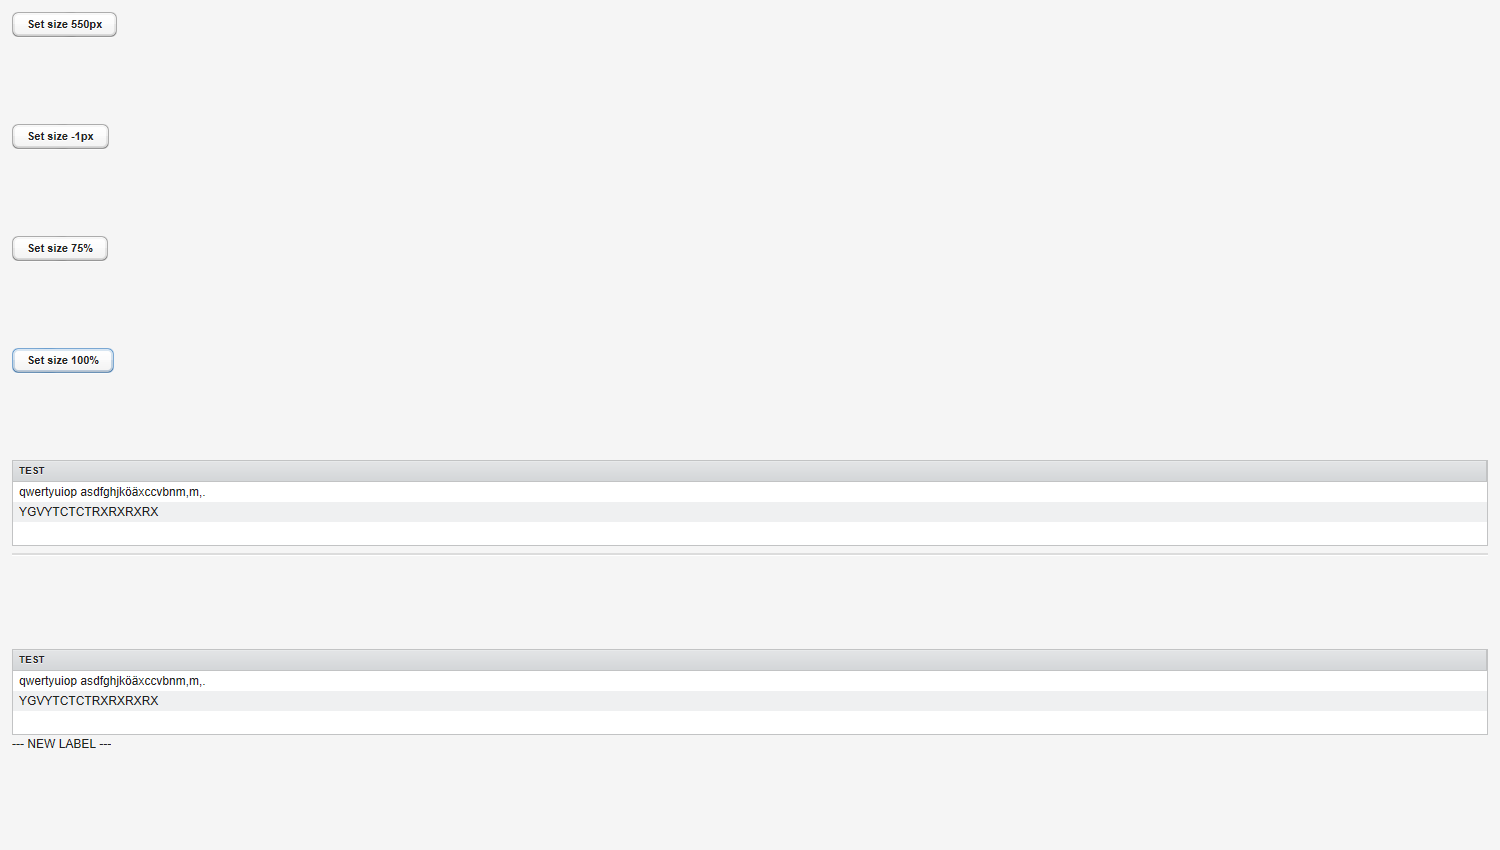 Set size 550px
Set size -1px
Set size 75%
Set size 100%
TEST
qwertyuiop asdfghjköäxccvbnm,m,.
YGVYTCTCTRXRXRXRX
TEST
qwertyuiop asdfghjköäxccvbnm,m,.
YGVYTCTCTRXRXRXRX
--- NEW LABEL ---